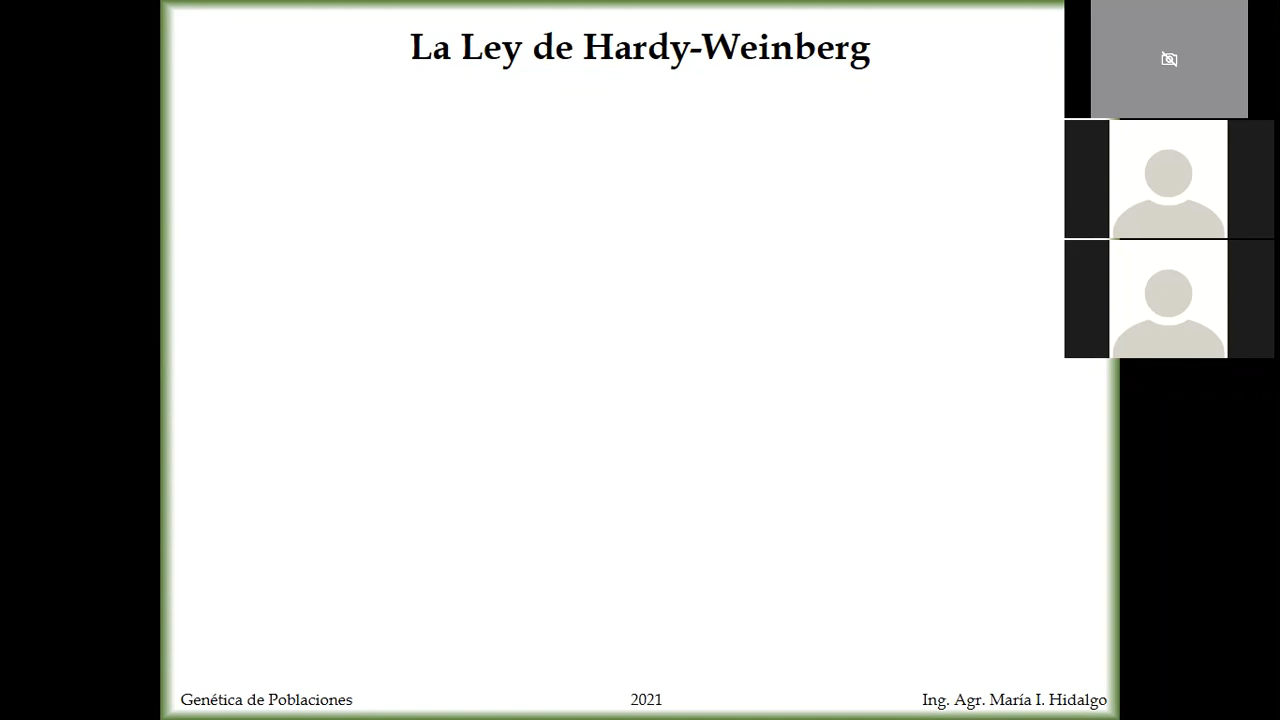 La Ley de Hardy-Weinberg
Genética de Poblaciones
2021
Ing. Agr. María I. Hidalgo